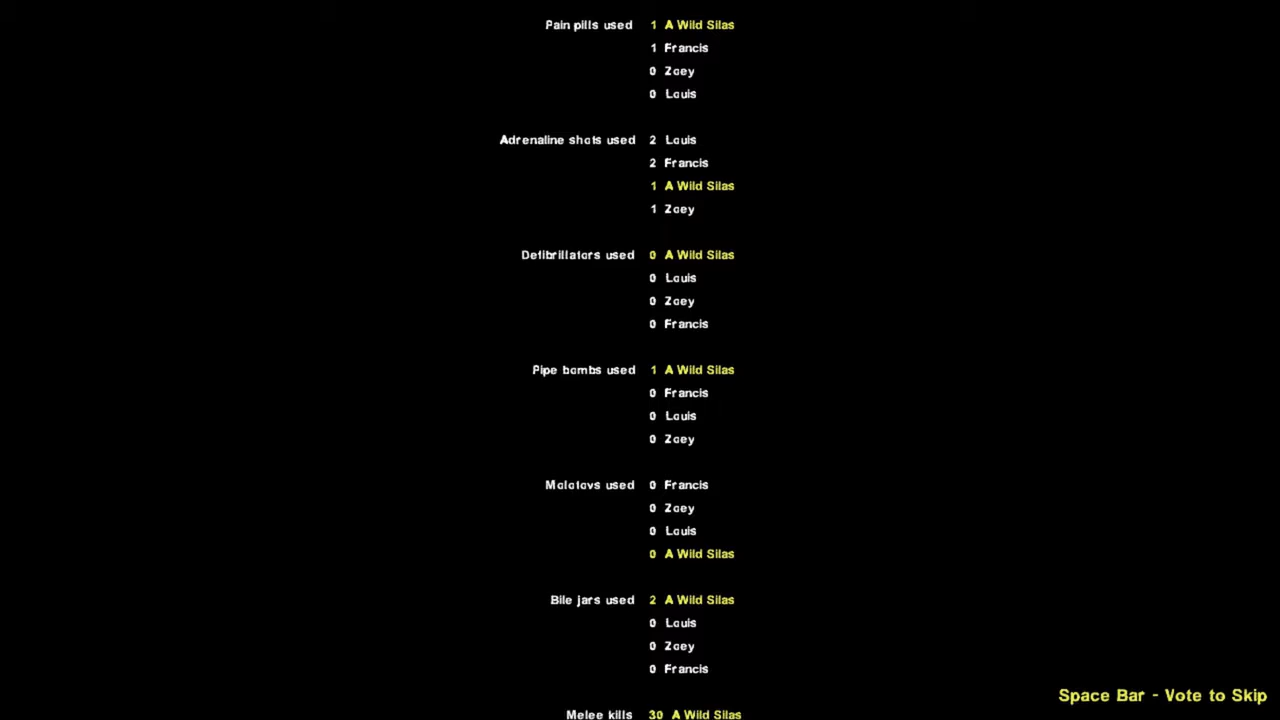 Pain pills used 1 A Wild Silas
1 Francis
0 Zoey
0 Louis
Adrenaline shots used 2 Louis
2 Francis
1 A Wild Silas
1 Zoey
Defibrillators used 0 A Wild Silas
0 Louis
0 Zoey
0 Francis
Pipe bombs used 1 A Wild Silas
0 Francis
0 Louis
0 Zoey
Molotovs used 0 Francis
0 Zoey
0 Louis
0 A Wild Silas
Bile jars used 2 A Wild Silas
0 Louis
0 Zoey
0 Francis
Space Bar - Vote to Skip
Melee kills 30 A Wild Silas